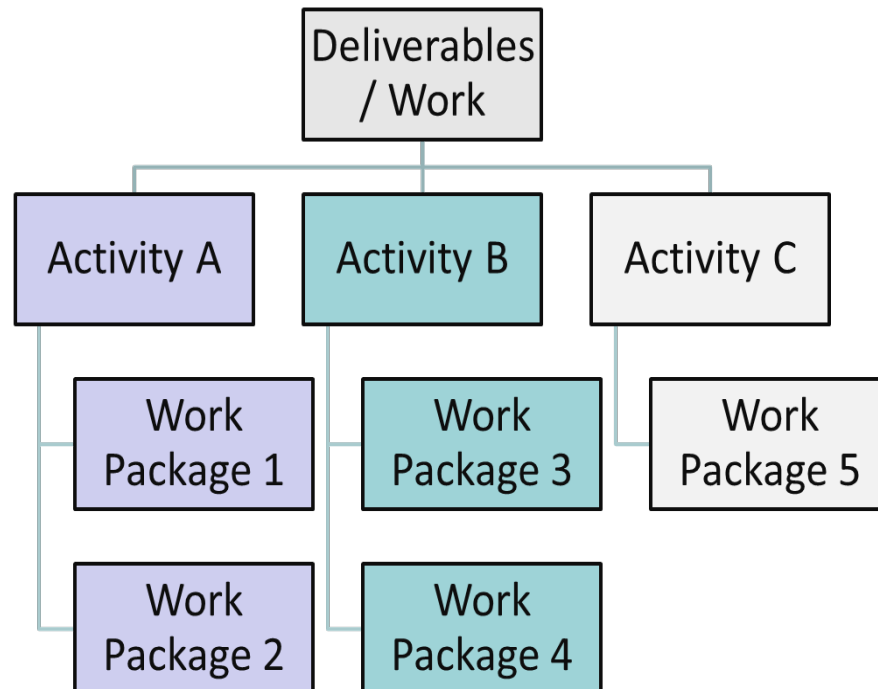 Deliverables
/ Work
Activity A
Activity B
Activity C
Work
Package 1
Work
Package 3
Work
Package 5
Work
Package 2
Work
Package 4